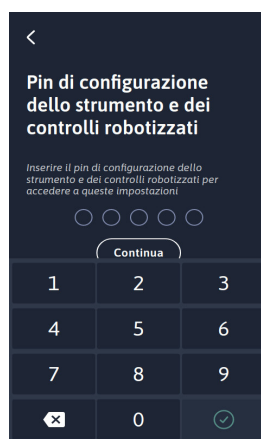 Pin di configurazione
dello strumento e dei
controlli robotizzati
Inserire il pin di configurazione dello
strumento e dei controlli robotizzati per
accedere a queste impostazioni
Continua
1 2 3
4 5 6
7 8 9
0